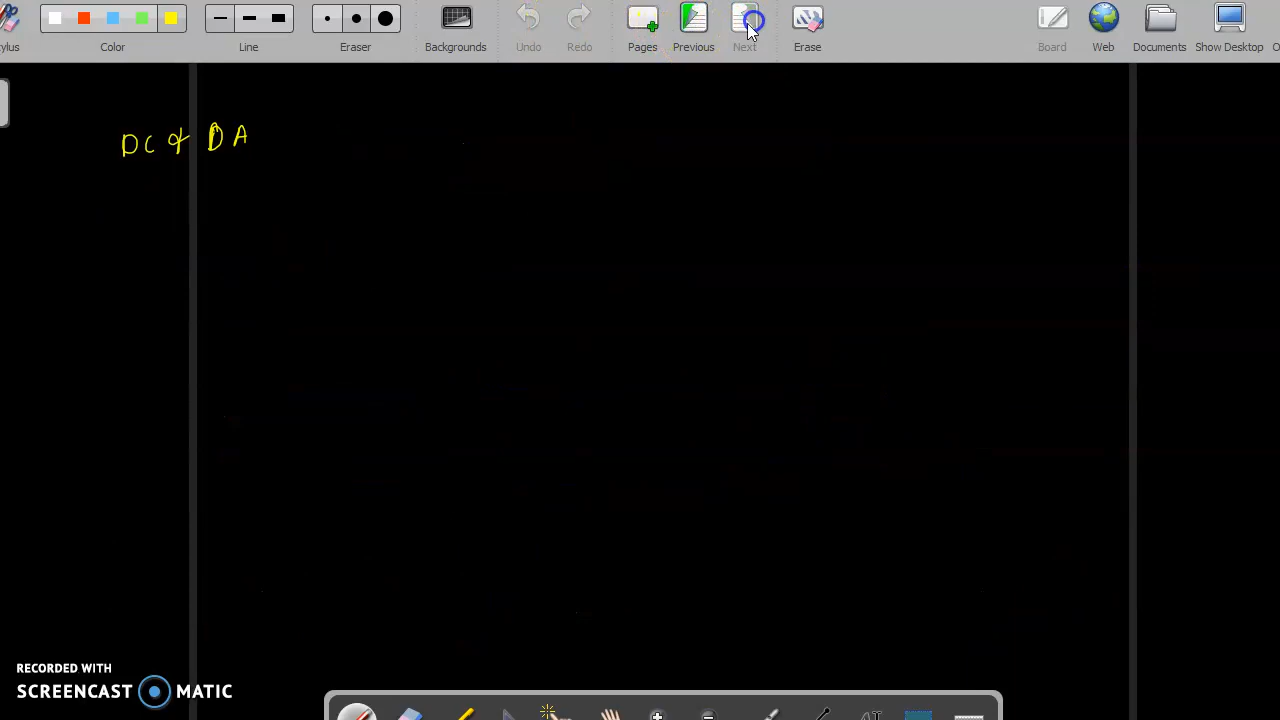 ylus
Color
Line
Eraser
Backgrounds
Undo
Redo
Pages
Previous
Next
Erase
Board
Web
Documents
Show Desktop
O
DC & DA
RECORDED WITH
SCREENCAST MATIC